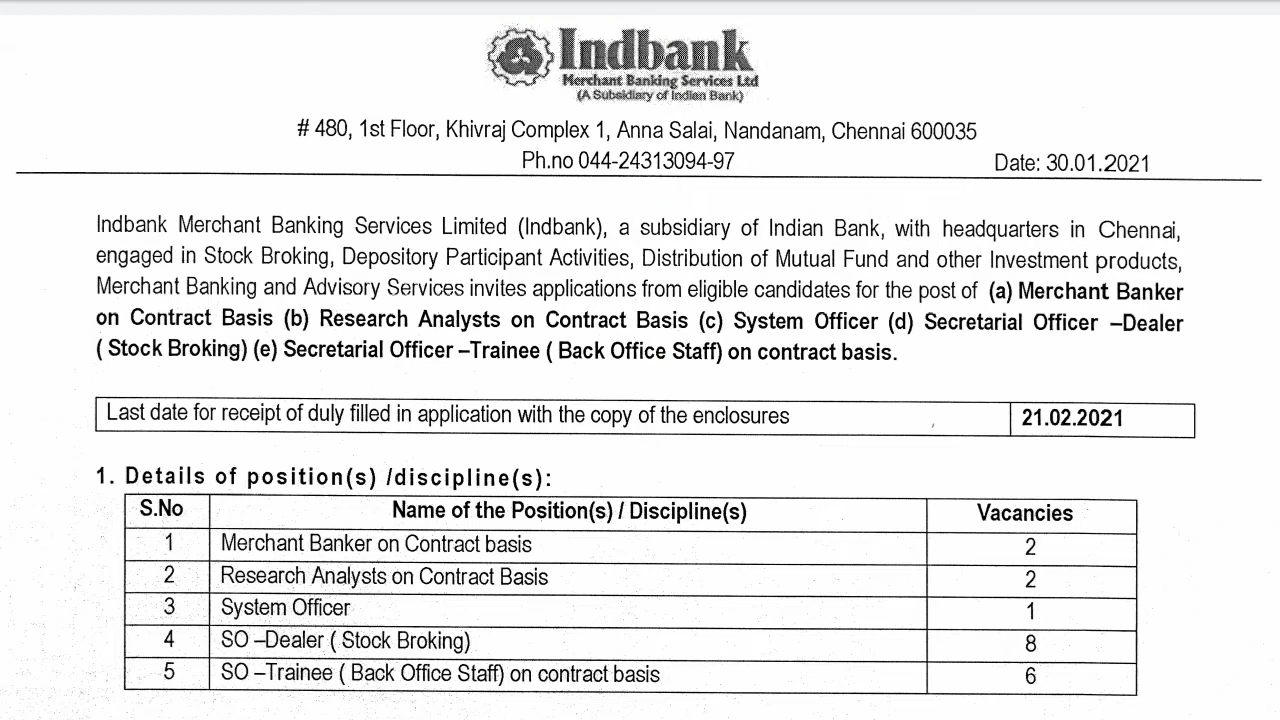 Indbank
Merchant Banking Services Ltd
(A Subsidiary of Indian Bank)
# 480, 1st Floor, Khivraj Complex 1, Anna Salai, Nandanam, Chennai 600035
Ph.no 044-24313094-97 Date: 30.01.2021
Indbank Merchant Banking Services Limited (Indbank), a subsidiary of Indian Bank, with headquarters in Chennai,
engaged in Stock Broking, Depository Participant Activities, Distribution of Mutual Fund and other Investment products,
Merchant Banking and Advisory Services invites applications from eligible candidates for the post of (a) Merchant Banker
on Contract Basis (b) Research Analysts on Contract Basis (c) System Officer (d) Secretarial Officer –Dealer
( Stock Broking) (e) Secretarial Officer –Trainee ( Back Office Staff) on contract basis.
Last date for receipt of duly filled in application with the copy of the enclosures 21.02.2021
1. Details of position(s) /discipline(s):
S.No Name of the Position(s) / Discipline(s) Vacancies
1 Merchant Banker on Contract basis 2
2 Research Analysts on Contract Basis 2
3 System Officer 1
4 SO –Dealer ( Stock Broking) 8
5 SO –Trainee ( Back Office Staff) on contract basis 6